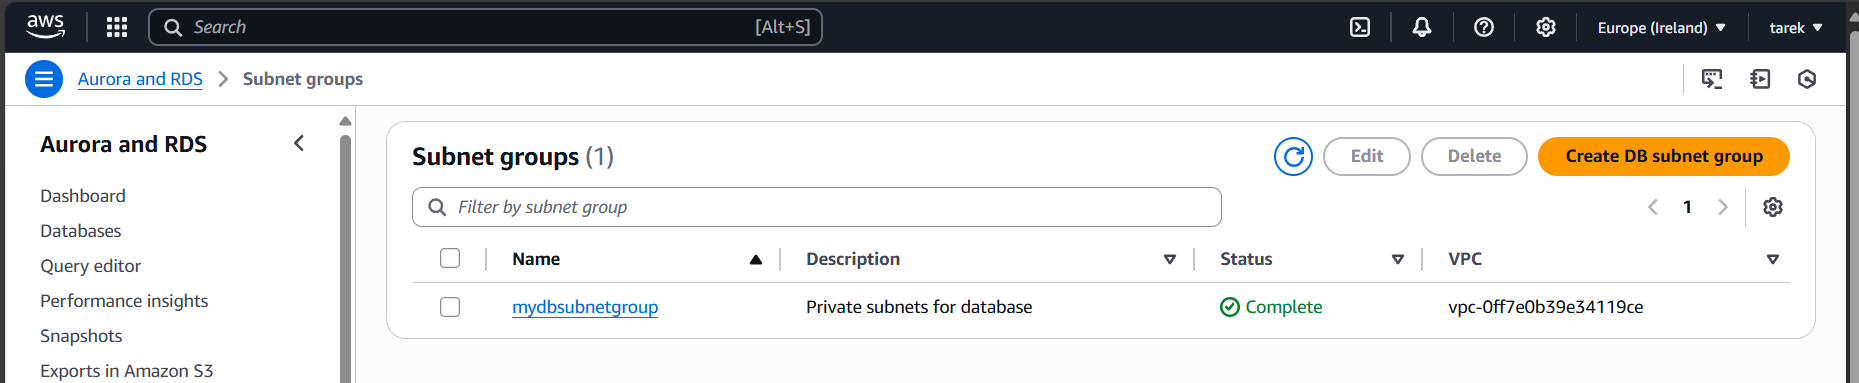 aws
Search [Alt+S]
Europe (Ireland) tarek
Aurora and RDS Subnet groups
Aurora and RDS
Dashboard
Databases
Query editor
Performance insights
Snapshots
Exports in Amazon S3
Subnet groups (1)
Edit Delete Create DB subnet group
Filter by subnet group
1
Name Description Status VPC
mydbsubnetgroup Private subnets for database Complete vpc-0ff7e0b39e34119ce